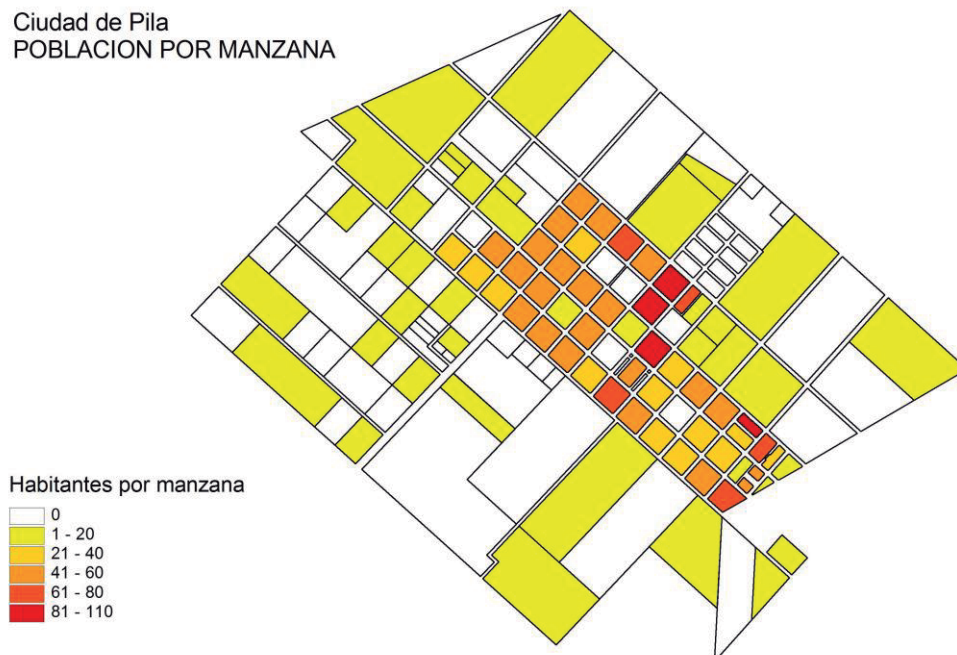 Ciudad de Pila
POBLACION POR MANZANA
Habitantes por manzana
0
1 - 20
21 - 40
41 - 60
61 - 80
81 - 110